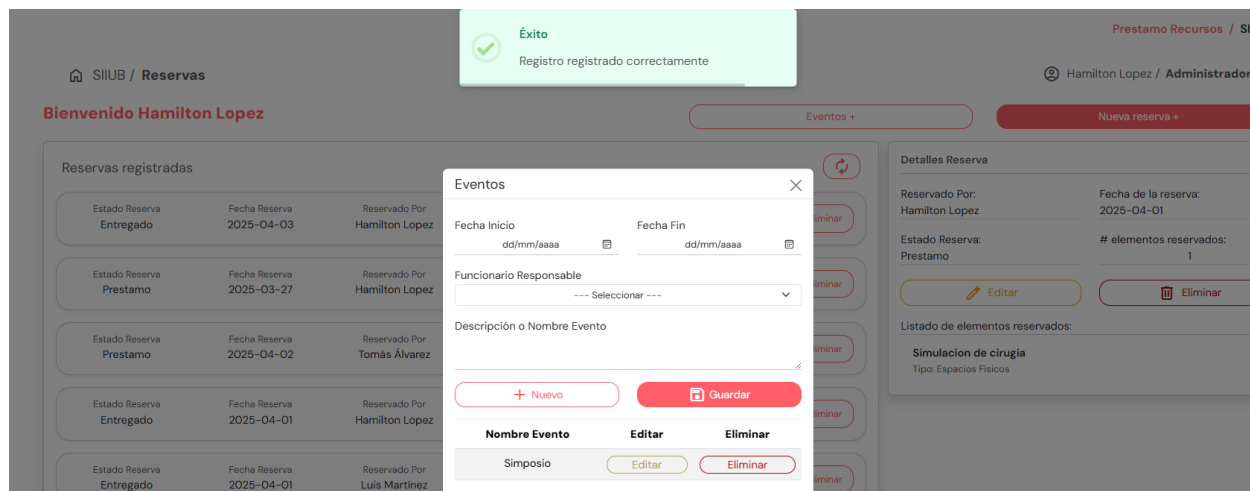 Éxito
Registro registrado correctamente
Prestamo Recursos / SI
SIIUB / Reservas
Hamilton Lopez / Administrador
Bienvenido Hamilton Lopez
Eventos +
Nueva reserva +
Reservas registradas
Estado Reserva Fecha Reserva Reservado Por
Entregado 2025-04-03 Hamilton Lopez
liminar
Estado Reserva Fecha Reserva Reservado Por
Prestamo 2025-03-27 Hamilton Lopez
liminar
Estado Reserva Fecha Reserva Reservado Por
Prestamo 2025-04-02 Tomás Álvarez
liminar
Estado Reserva Fecha Reserva Reservado Por
Entregado 2025-04-01 Hamilton Lopez
liminar
Estado Reserva Fecha Reserva Reservado Por
Entregado 2025-04-01 Luis Martínez
liminar
Eventos
Fecha Inicio Fecha Fin
dd/mm/aaaa dd/mm/aaaa
Funcionario Responsable
--- Seleccionar ---
Descripción o Nombre Evento
+ Nuevo Guardar
Nombre Evento Editar Eliminar
Simposio Editar Eliminar
Detalles Reserva
Reservado Por: Fecha de la reserva:
Hamilton Lopez 2025-04-01
Estado Reserva: # elementos reservados:
Prestamo 1
Editar Eliminar
Listado de elementos reservados:
Simulacion de cirugia
Tipo: Espacios Fisicos